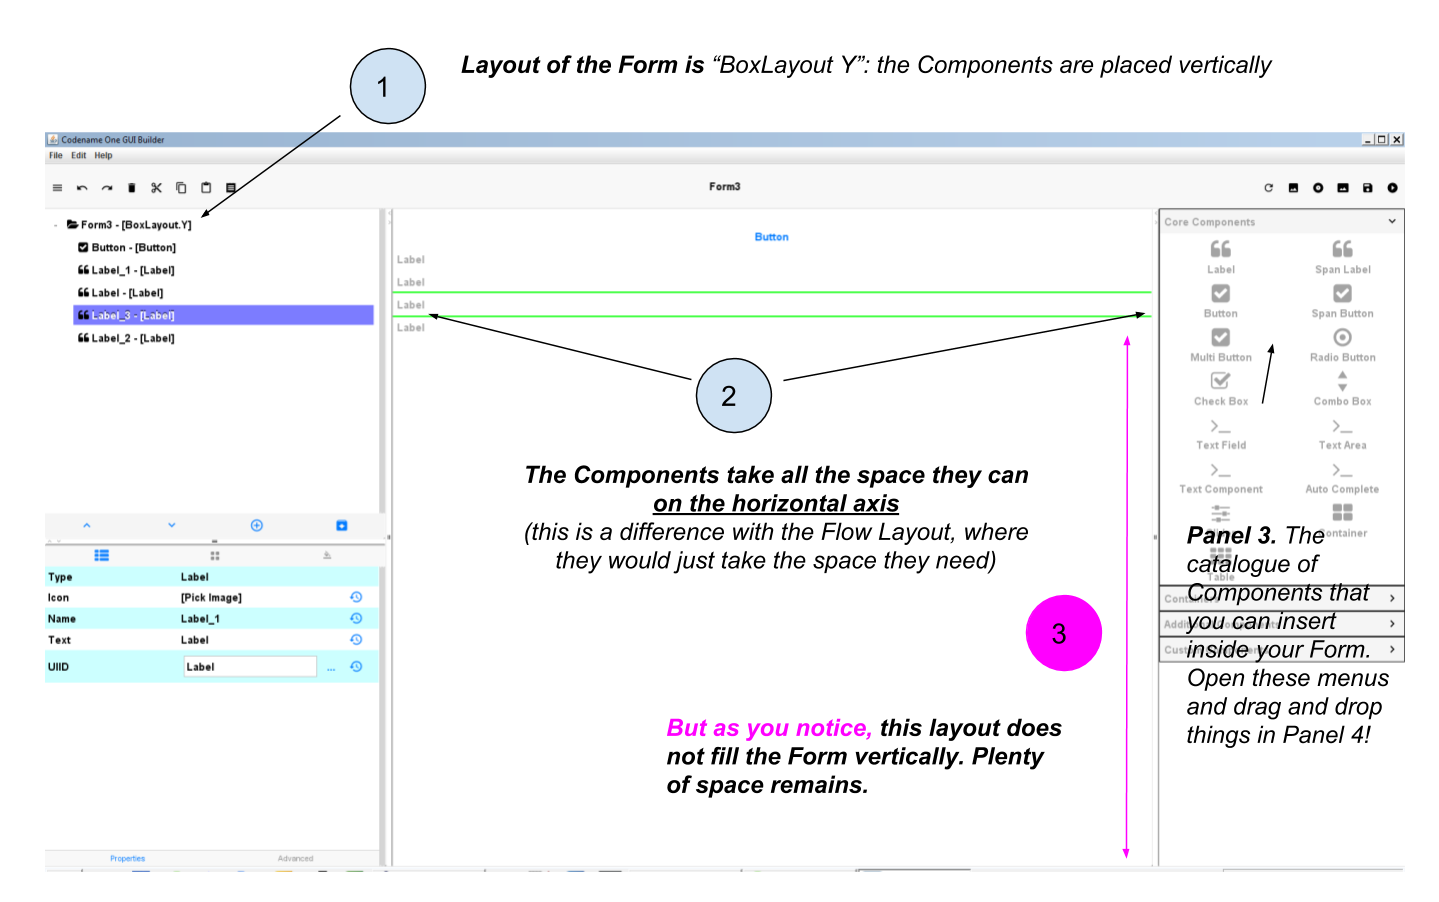 1
Layout of the Form is “BoxLayout Y”: the Components are placed vertically
Codename One GUI Builder
File Edit Help
Form3
Form3 - [BoxLayout.Y]
Button - [Button]
Label_1 - [Label]
Label - [Label]
Label_3 - [Label]
Label_2 - [Label]
Button
Label
Label
Label
Label
2
The Components take all the space they can
on the horizontal axis
(this is a difference with the Flow Layout, where
they would just take the space they need)
3
But as you notice, this layout does
not fill the Form vertically. Plenty
of space remains.
Core Components
Label Span Label
Button Span Button
Multi Button Radio Button
Check Box Combo Box
Text Field Text Area
Text Component Auto Complete
Container
Table
Panel 3. The
catalogue of
Components that
you can insert
inside your Form.
Open these menus
and drag and drop
things in Panel 4!
Type Label
Icon [Pick Image]
Name Label_1
Text Label
UIID Label ...
Properties Advanced